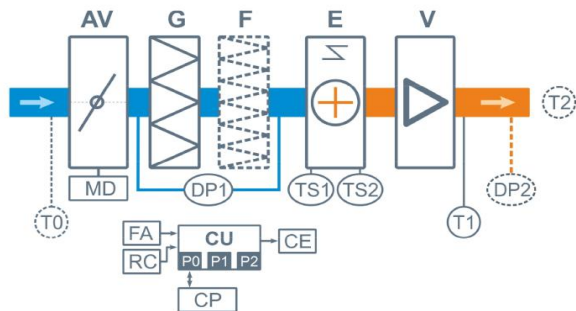 AV G F E V
T2
MD DP1 TS1 TS2 DP2
T0 T1
FA CU CE
RC P0 P1 P2
CP